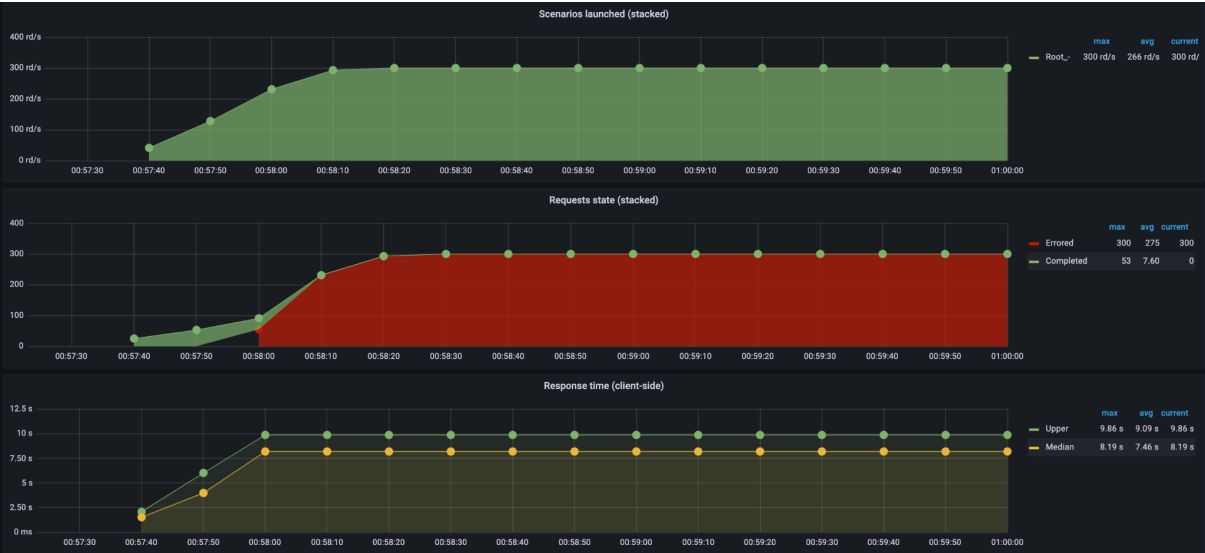 Scenarios launched (stacked)
400 rd/s
300 rd/s
200 rd/s
100 rd/s
0 rd/s
00:57:30 00:57:40 00:57:50 00:58:00 00:58:10 00:58:20 00:58:30 00:58:40 00:58:50 00:59:00 00:59:10 00:59:20 00:59:30 00:59:40 00:59:50 01:00:00
max avg current
Root_- 300 rd/s 266 rd/s 300 rd/
Requests state (stacked)
400
300
200
100
0
00:57:30 00:57:40 00:57:50 00:58:00 00:58:10 00:58:20 00:58:30 00:58:40 00:58:50 00:59:00 00:59:10 00:59:20 00:59:30 00:59:40 00:59:50 01:00:00
max avg current
Errored 300 275 300
Completed 53 7.60 0
Response time (client-side)
12.5 s
10 s
7.50 s
5 s
2.50 s
0 ms
00:57:30 00:57:40 00:57:50 00:58:00 00:58:10 00:58:20 00:58:30 00:58:40 00:58:50 00:59:00 00:59:10 00:59:20 00:59:30 00:59:40 00:59:50 01:00:00
max avg current
Upper 9.86 s 9.09 s 9.86 s
Median 8.19 s 7.46 s 8.19 s